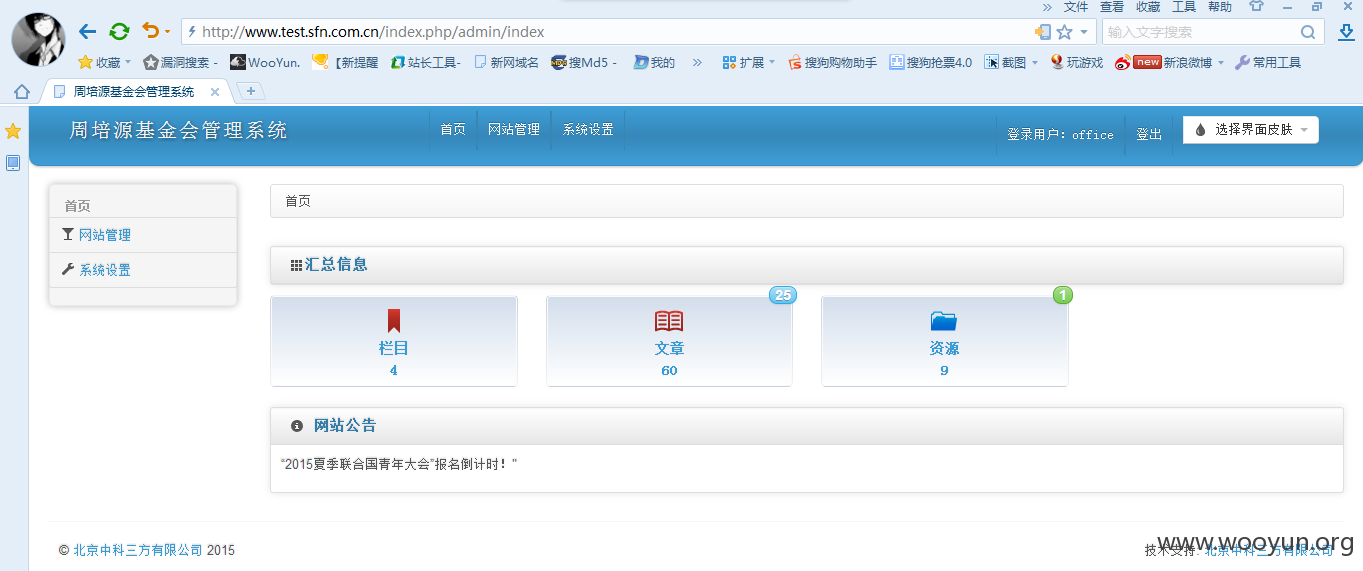 文件 查看 收藏 工具 帮助
http://www.test.sfn.com.cn/index.php/admin/index
输入文字搜索
收藏 漏洞搜索 - WooYun. 【新提醒 站长工具- 新网域名 搜Md5 - 我的 » 扩展 搜狗购物助手 搜狗抢票4.0 截图 玩游戏 new 新浪微博 常用工具
周培源基金会管理系统
周培源基金会管理系统 首页 网站管理 系统设置 登录用户：office 登出 选择界面皮肤
首页
网站管理
系统设置
首页
汇总信息
25 1
栏目 文章 资源
4 60 9
网站公告
“2015夏季联合国青年大会”报名倒计时！”
© 北京中科三方有限公司 2015
技术支持: 北京中科三方有限公司
www.wooyun.org